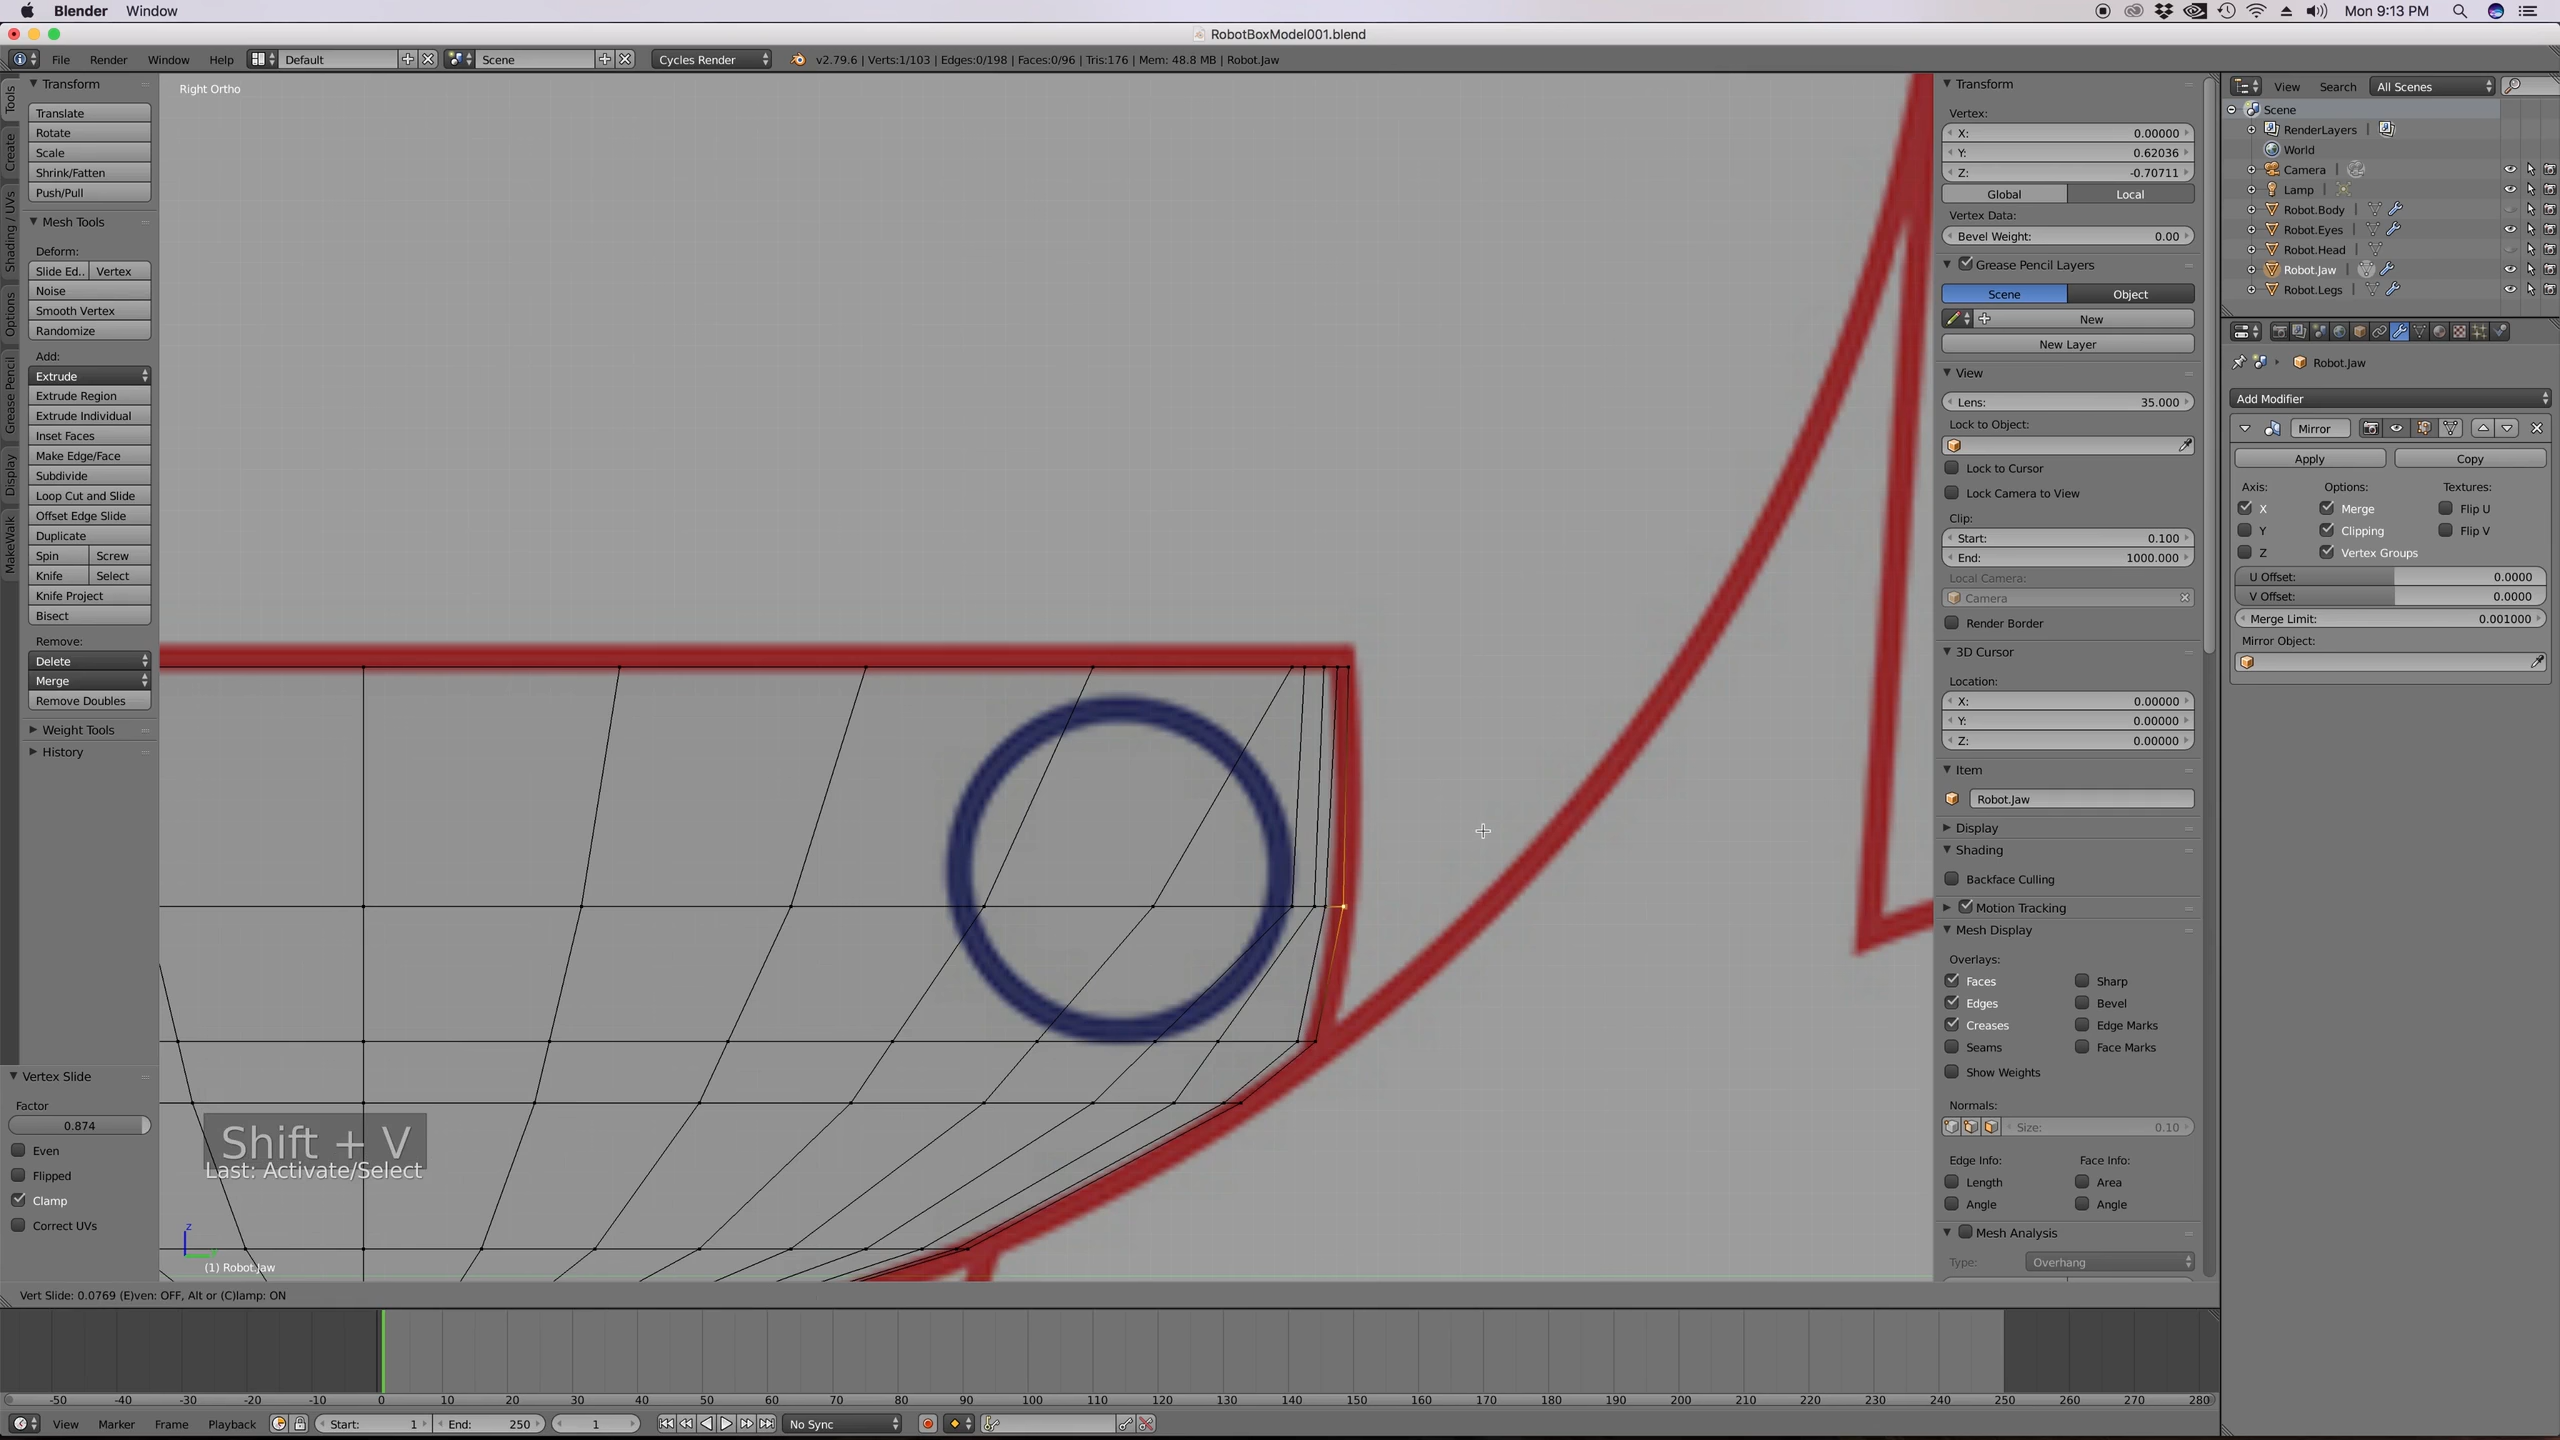 Blender Window Mon 9:13 PM
RobotBoxModel001.blend
File Render Window Help Default Scene Cycles Render v2.79.6 | Verts:1/103 | Edges:0/198 | Faces:0/96 | Tris:176 | Mem: 48.8 MB | Robot.Jaw
Tools
Create
Shading / UVs
Options
Grease Pencil
Display
MakeWalk
Transform
Translate
Rotate
Scale
Shrink/Fatten
Push/Pull
Mesh Tools
Deform:
Slide Ed.. Vertex
Noise
Smooth Vertex
Randomize
Add:
Extrude
Extrude Region
Extrude Individual
Inset Faces
Make Edge/Face
Subdivide
Loop Cut and Slide
Offset Edge Slide
Duplicate
Spin Screw
Knife Select
Knife Project
Bisect
Remove:
Delete
Merge
Remove Doubles
Weight Tools
History
Vertex Slide
Factor
0.874
Even
Flipped
Clamp
Correct UVs
Right Ortho
Shift + V
Last: Activate/Select
z
(1) Robot.Jaw
Vert Slide: 0.0769 (E)ven: OFF, Alt or (C)lamp: ON
Transform
Vertex:
X: 0.00000
Y: 0.62036
Z: -0.70711
Global Local
Vertex Data:
Bevel Weight: 0.00
Grease Pencil Layers
Scene Object
New
New Layer
View
Lens: 35.000
Lock to Object:
Lock to Cursor
Lock Camera to View
Clip:
Start: 0.100
End: 1000.000
Local Camera:
Camera
Render Border
3D Cursor
Location:
X: 0.00000
Y: 0.00000
Z: 0.00000
Item
Robot.Jaw
Display
Shading
Backface Culling
Motion Tracking
Mesh Display
Overlays:
Faces Sharp
Edges Bevel
Creases Edge Marks
Seams Face Marks
Show Weights
Normals:
Size: 0.10
Edge Info: Face Info:
Length Area
Angle Angle
Mesh Analysis
Type: Overhang
View Search All Scenes
Scene
RenderLayers |
World
Camera |
Lamp |
Robot.Body |
Robot.Eyes |
Robot.Head |
Robot.Jaw |
Robot.Legs |
Robot.Jaw
Add Modifier
Mirror
Apply Copy
Axis: Options: Textures:
X Merge Flip U
Y Clipping Flip V
Z Vertex Groups
U Offset: 0.0000
V Offset: 0.0000
Merge Limit: 0.001000
Mirror Object:
-50 -40 -30 -20 -10 0 10 20 30 40 50 60 70 80 90 100 110 120 130 140 150 160 170 180 190 200 210 220 230 240 250 260 270 280
View Marker Frame Playback Start: 1 End: 250 1 No Sync